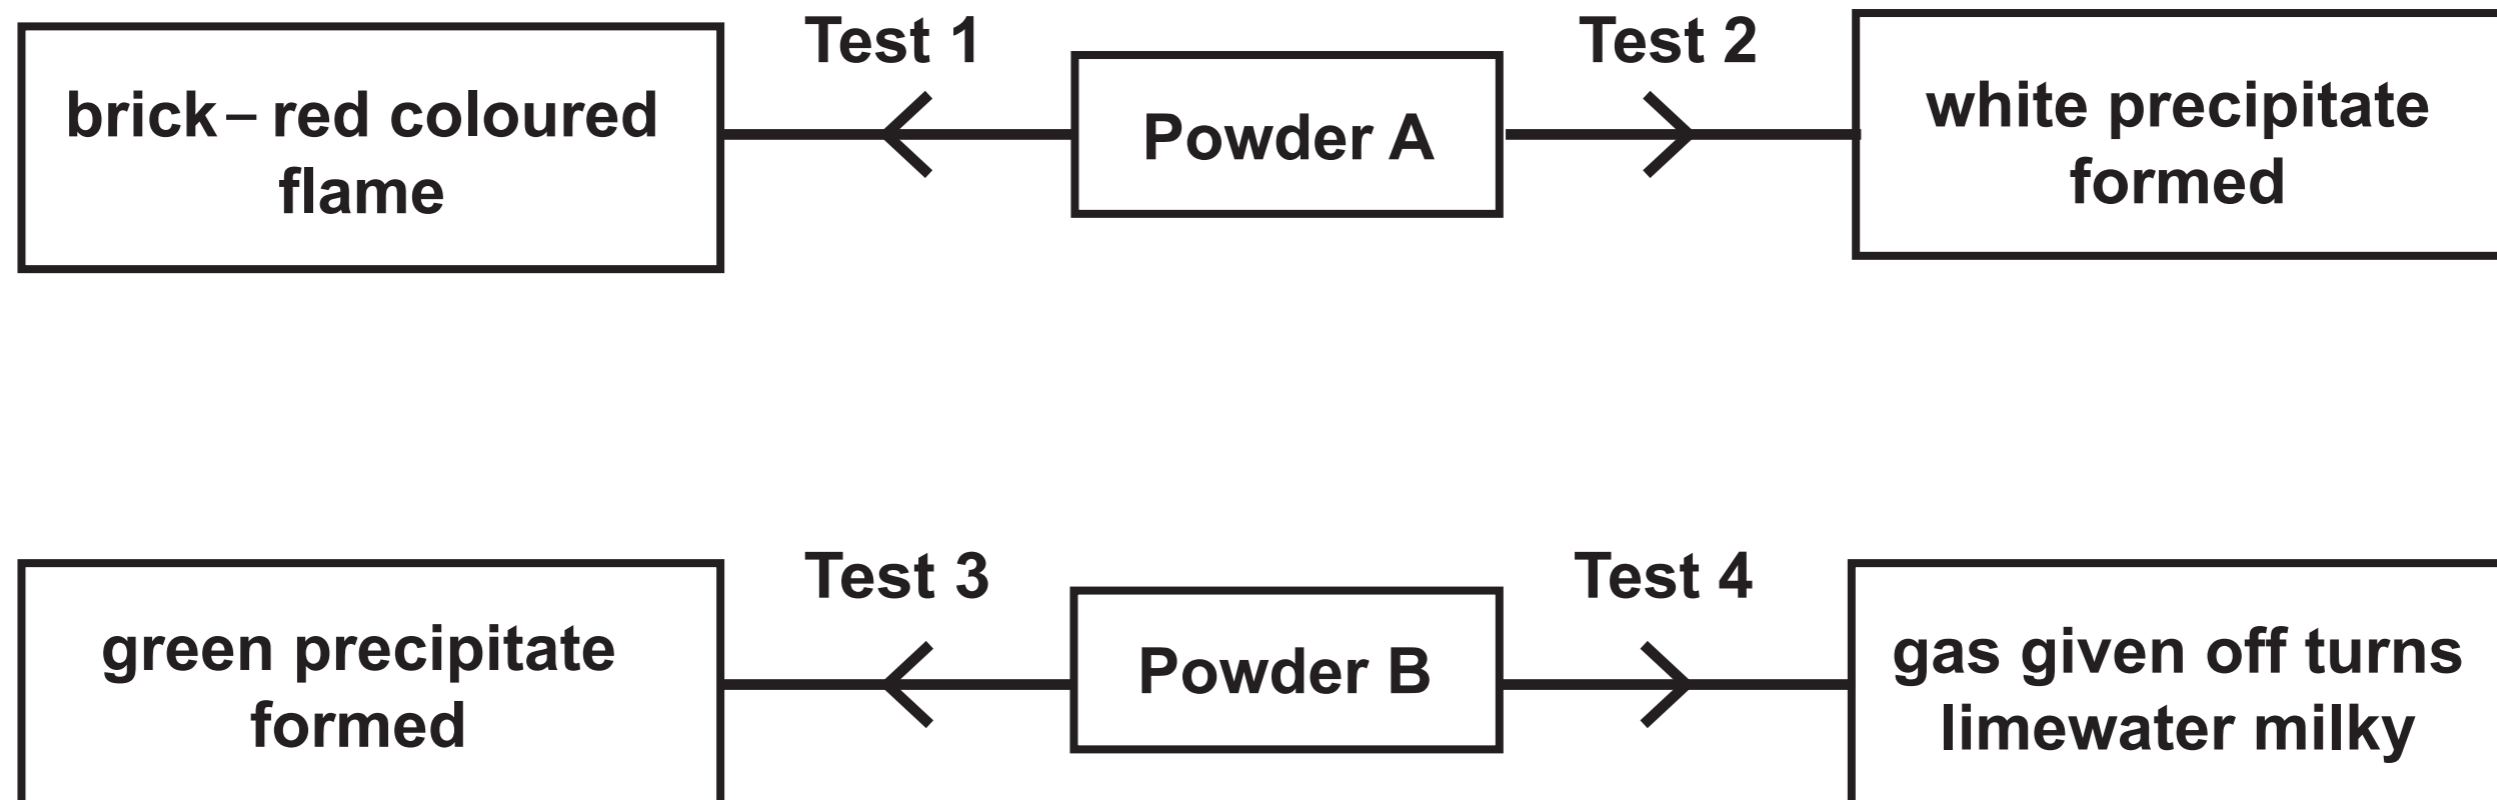 Test 1
Test 2
brick – red coloured
flame
Powder A
white precipitate
formed
Test 3
Test 4
green precipitate
formed
Powder B
gas given off turns
limewater milky